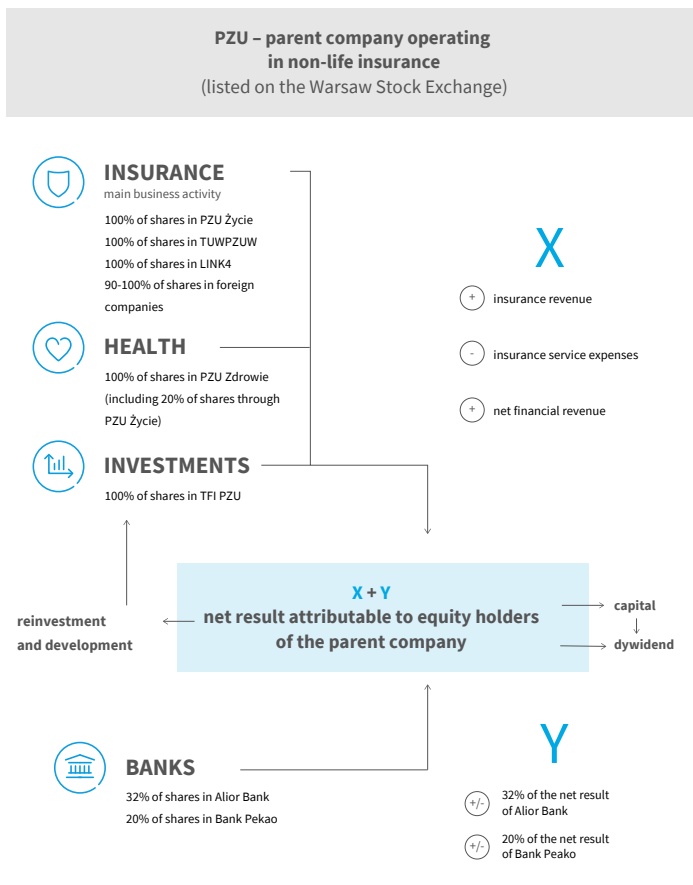 PZU – parent company operating
in non-life insurance
(listed on the Warsaw Stock Exchange)
INSURANCE
main business activity
100% of shares in PZU Życie
100% of shares in TUWPZUW
100% of shares in LINK4
90-100% of shares in foreign
companies
HEALTH
100% of shares in PZU Zdrowie
(including 20% of shares through
PZU Życie)
INVESTMENTS
100% of shares in TFI PZU
X
+ insurance revenue
- insurance service expenses
+ net financial revenue
X + Y
net result attributable to equity holders
of the parent company
reinvestment
and development
capital
dywidend
BANKS
32% of shares in Alior Bank
20% of shares in Bank Pekao
Y
+/- 32% of the net result
of Alior Bank
+/- 20% of the net result
of Bank Peako